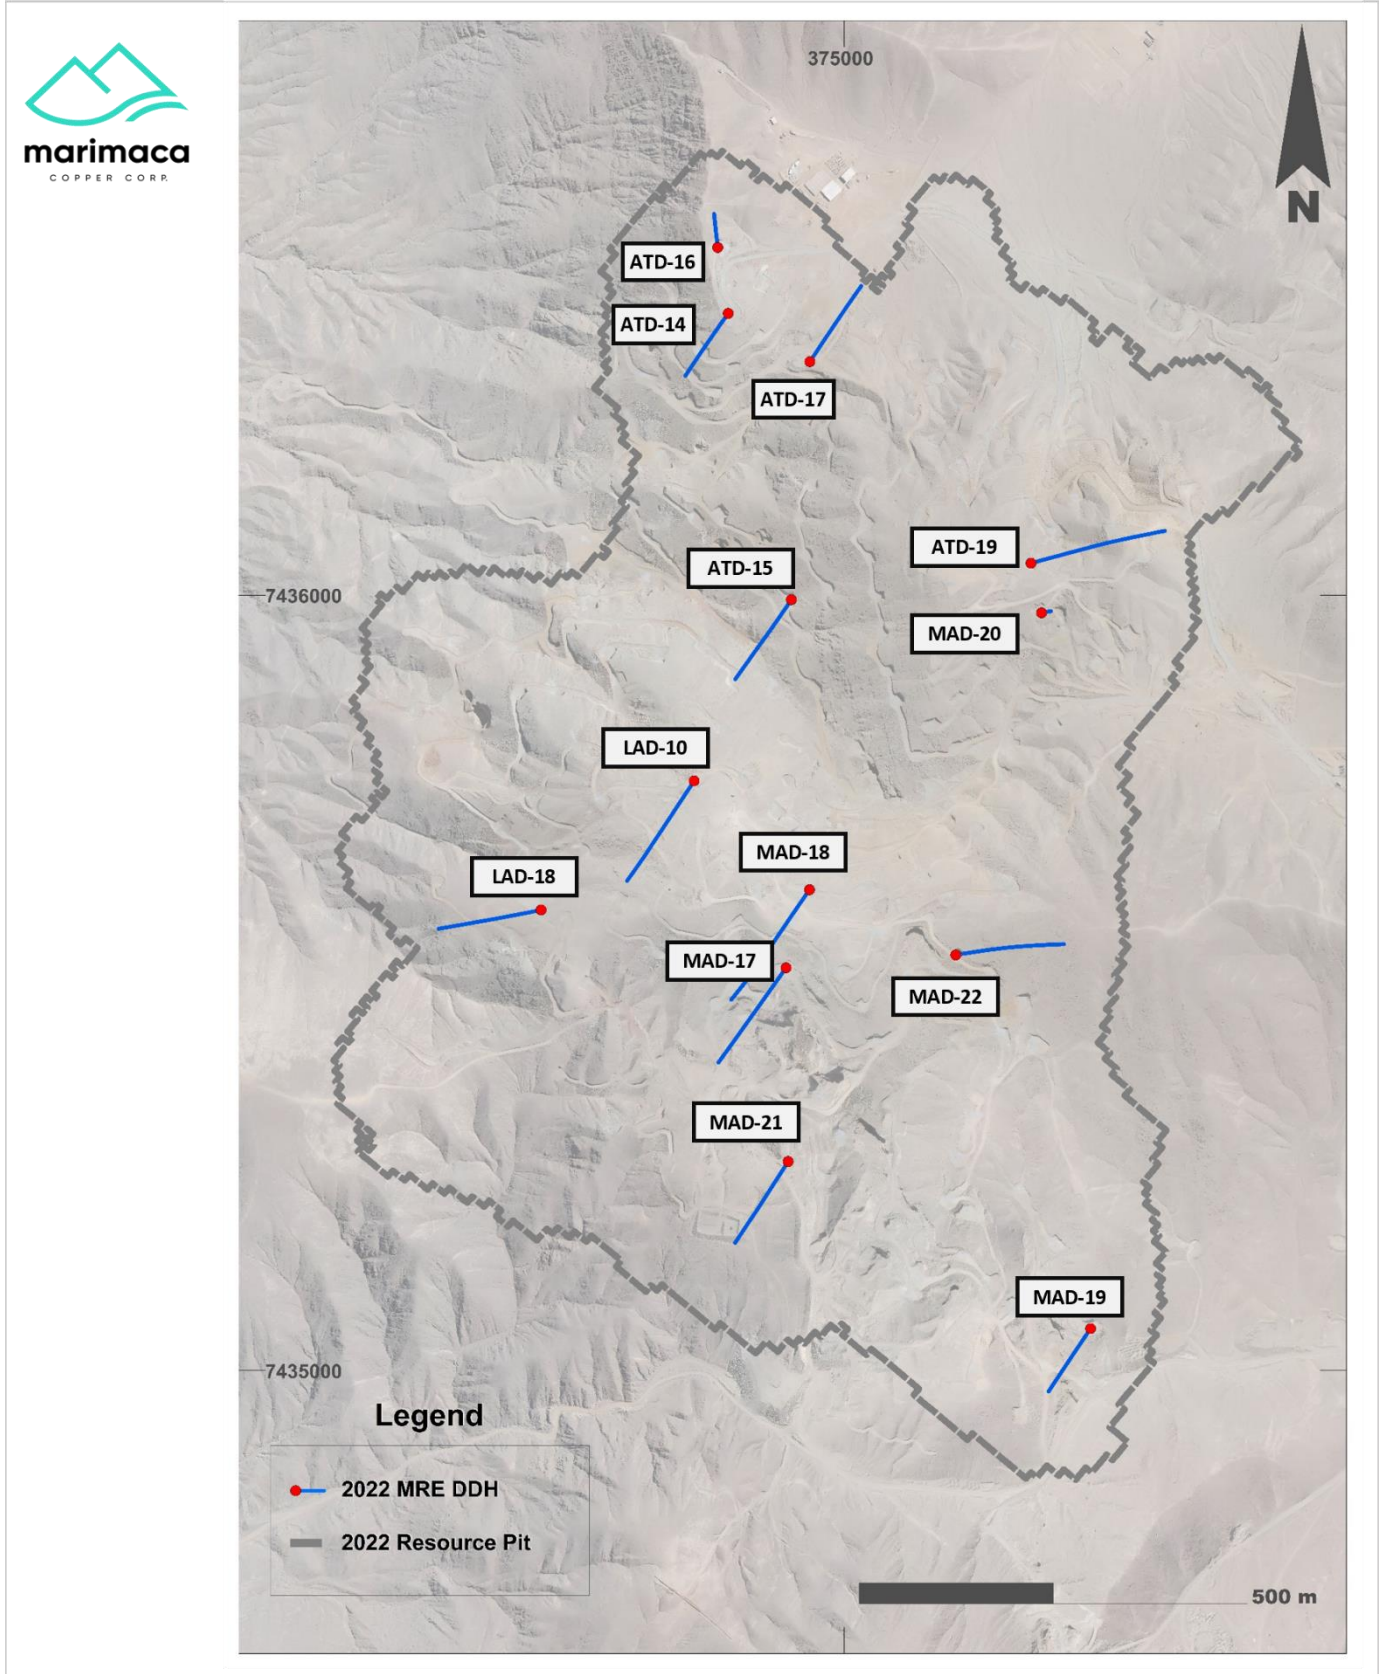 marimaca
COPPER CORP.
375000
N
ATD-16
ATD-14
ATD-17
ATD-19
ATD-15
7436000
MAD-20
LAD-10
MAD-18
LAD-18
MAD-17
MAD-22
MAD-21
MAD-19
7435000
Legend
2022 MRE DDH
2022 Resource Pit
500 m